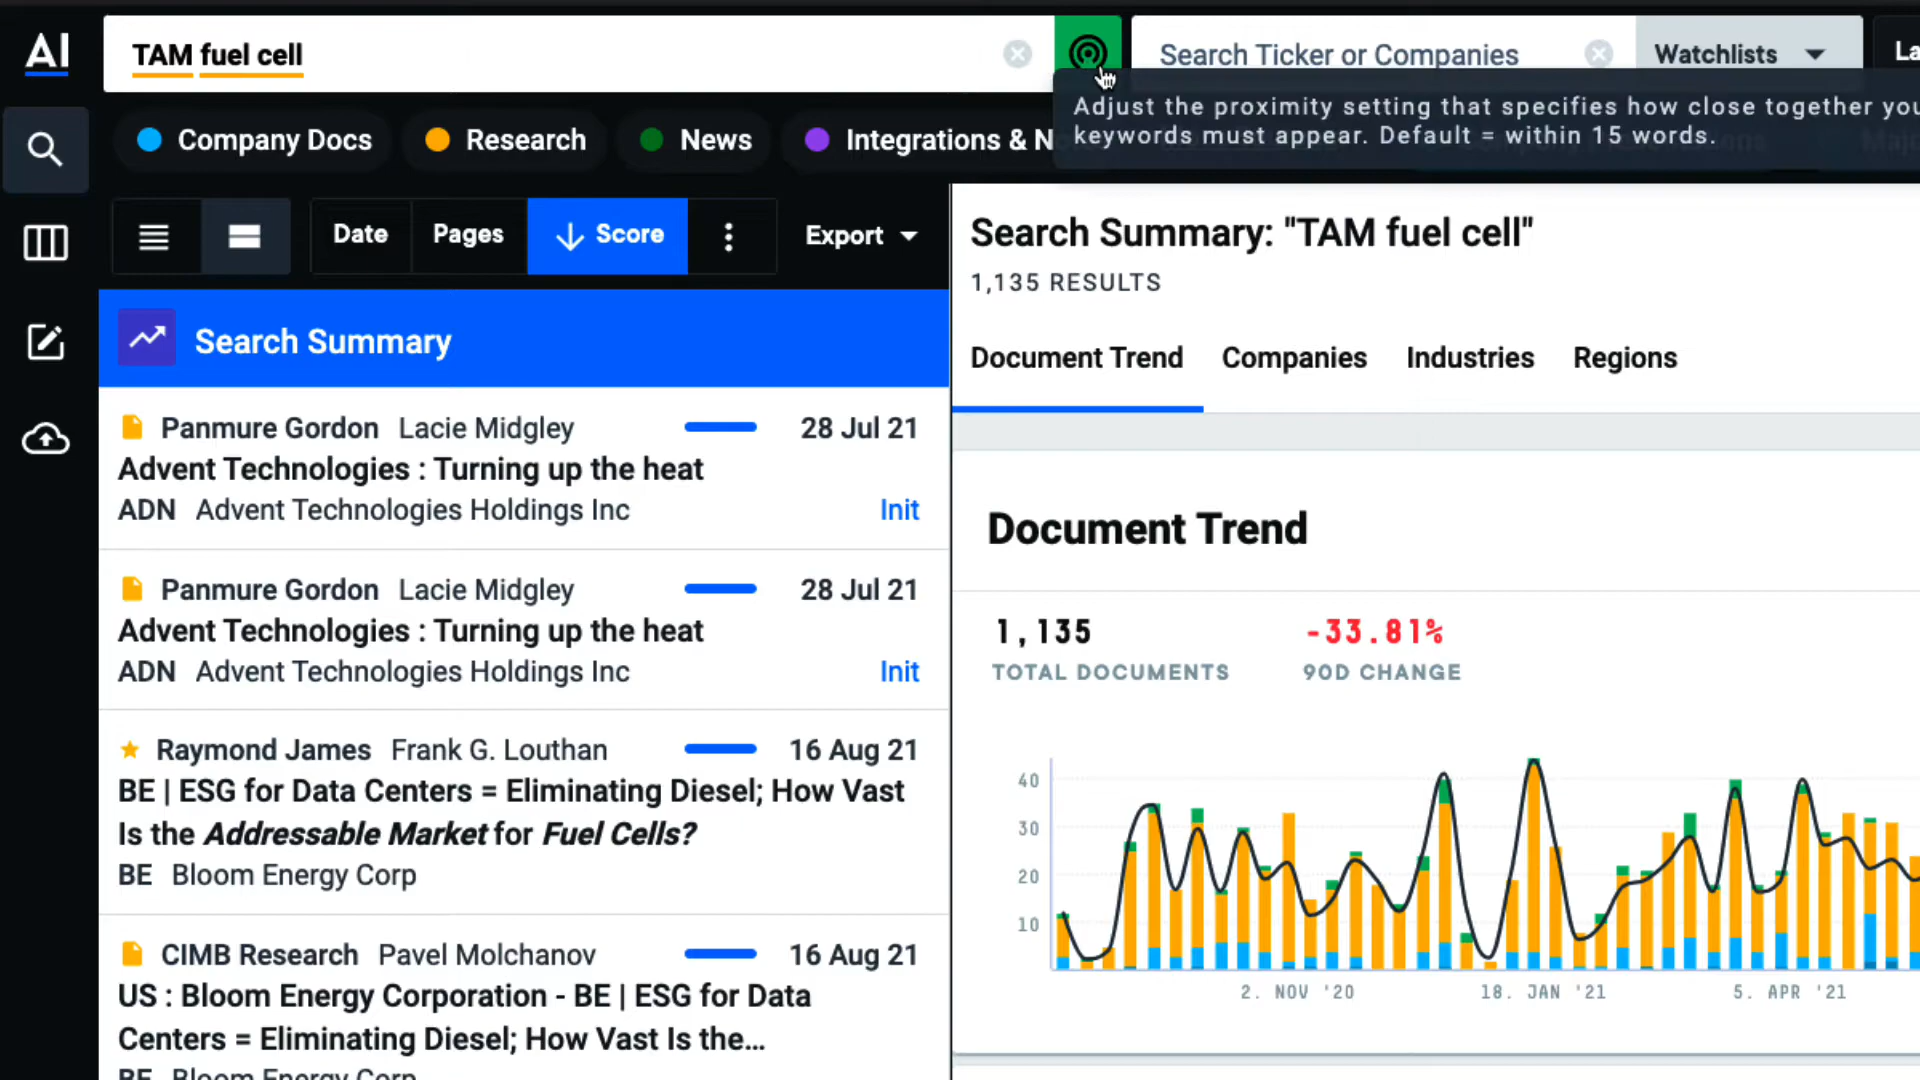 AI
TAM fuel cell
Search Ticker or Companies
Watchlists
La
Adjust the proximity setting that specifies how close together you
keywords must appear. Default = within 15 words.
Company Docs
Research
News
Integrations & N
Date
Pages
Score
Export
Search Summary: "TAM fuel cell"
1,135 RESULTS
Document Trend
Companies
Industries
Regions
Search Summary
Panmure Gordon Lacie Midgley 28 Jul 21
Advent Technologies : Turning up the heat
ADN Advent Technologies Holdings Inc Init
Panmure Gordon Lacie Midgley 28 Jul 21
Advent Technologies : Turning up the heat
ADN Advent Technologies Holdings Inc Init
Raymond James Frank G. Louthan 16 Aug 21
BE | ESG for Data Centers = Eliminating Diesel; How Vast
Is the Addressable Market for Fuel Cells?
BE Bloom Energy Corp
CIMB Research Pavel Molchanov 16 Aug 21
US : Bloom Energy Corporation - BE | ESG for Data
Centers = Eliminating Diesel; How Vast Is the...
BE Bloom Energy Corp
Document Trend
1,135
TOTAL DOCUMENTS
-33.81%
90D CHANGE
40
30
20
10
2. NOV '20
18. JAN '21
5. APR '21